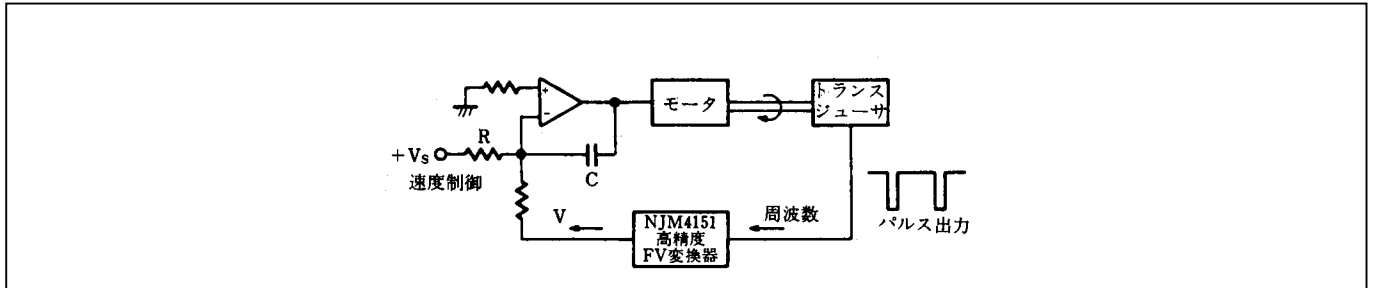 +
-
モータ
トランス
ジューサ
R
+Vs
速度制御
C
V
NJM4151
高精度
FV変換器
周波数
パルス出力